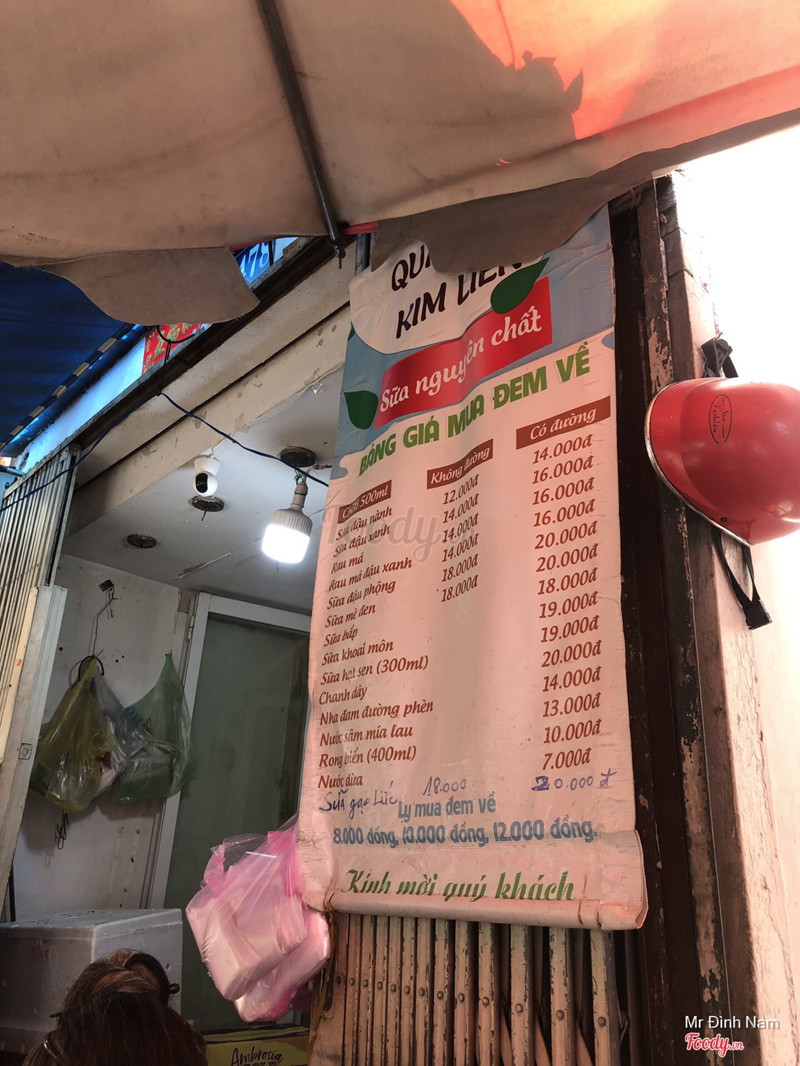 KIM LIÊN
Sữa nguyên chất
BẢNG GIÁ MUA ĐEM VỀ
500ml Không đường Có đường
Sữa đậu nành 12.000đ 14.000đ
Sữa đậu xanh 14.000đ 16.000đ
Rau má 14.000đ 16.000đ
Rau má đậu xanh 14.000đ 16.000đ
Sữa đậu phộng 18.000đ 20.000đ
Sữa mè đen 18.000đ 20.000đ
Sữa bắp 18.000đ
Sữa khoai môn 19.000đ
Sữa hạt sen (300ml) 19.000đ
Chanh dây 20.000đ
Nha đam đường phèn 14.000đ
Nước sâm mía lau 13.000đ
Rong biển (400ml) 10.000đ
Nước dừa 7.000đ
Sữa gạo Lức 18.000 20.000 đ
Ly mua đem về
8.000 đồng, 10.000 đồng, 12.000 đồng.
Kính mời quý khách
Ambrosia
Foody.vn
Mr Đình Nam
Foody.vn